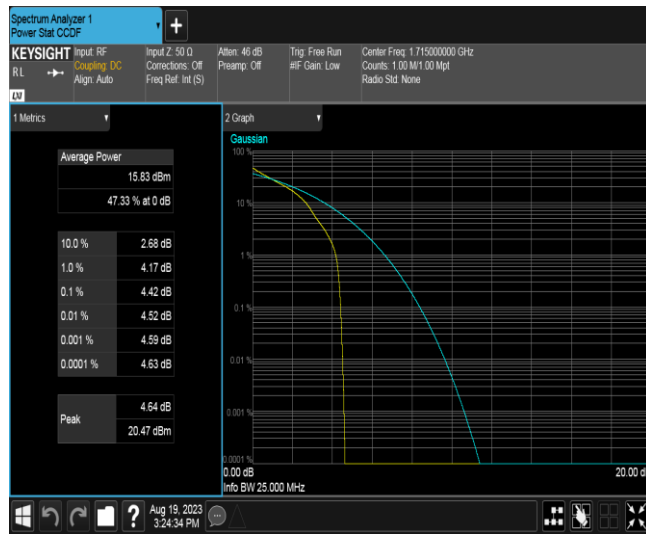 Spectrum Analyzer 1
Power Stat CCDF
+
KEYSIGHT
RL
LXI
Input: RF
Coupling: DC
Align: Auto
Input Z: 50 Ω
Corrections: Off
Freq Ref: Int (S)
Atten: 46 dB
Preamp: Off
Trig: Free Run
#IF Gain: Low
Center Freq: 1.715000000 GHz
Counts: 1.00 M/1.00 Mpt
Radio Std: None
1 Metrics
Average Power
15.83 dBm
47.33 % at 0 dB
10.0 % 2.68 dB
1.0 % 4.17 dB
0.1 % 4.42 dB
0.01 % 4.52 dB
0.001 % 4.59 dB
0.0001 % 4.63 dB
Peak
4.64 dB
20.47 dBm
2 Graph
Gaussian
100 %
10 %
1 %
0.1 %
0.01 %
0.001 %
0.0001 %
0.00 dB 20.00 d
Info BW 25.000 MHz
?
Aug 19, 2023
3:24:34 PM